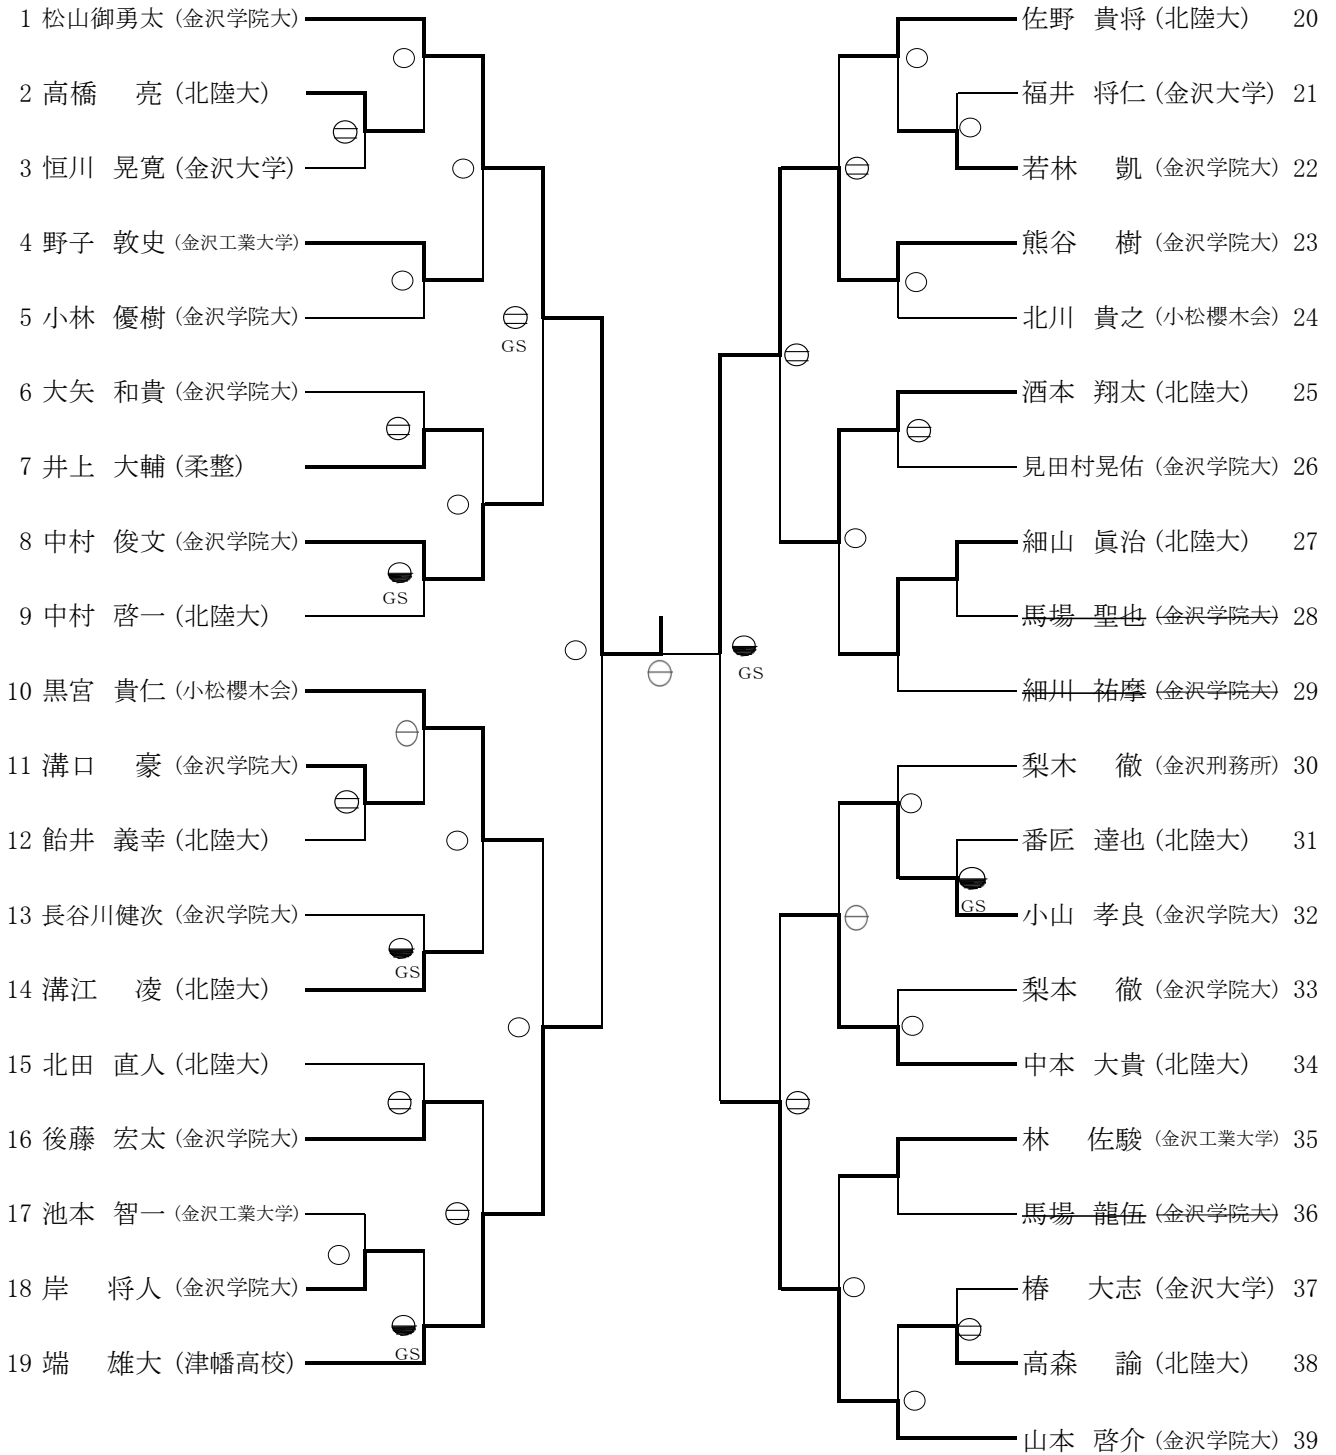 1 松山御勇太 (金沢学院大)
2 高橋 亮 (北陸大)
3 恒川 晃寛 (金沢大学)
4 野子 敦史 (金沢工業大学)
5 小林 優樹 (金沢学院大)
GS
6 大矢 和貴 (金沢学院大)
7 井上 大輔 (柔整)
8 中村 俊文 (金沢学院大)
GS
9 中村 啓一 (北陸大)
10 黒宮 貴仁 (小松櫻木会)
11 溝口 豪 (金沢学院大)
12 飴井 義幸 (北陸大)
13 長谷川健次 (金沢学院大)
GS
14 溝江 凌 (北陸大)
15 北田 直人 (北陸大)
16 後藤 宏太 (金沢学院大)
17 池本 智一 (金沢工業大学)
18 岸 将人 (金沢学院大)
GS
19 端 雄大 (津幡高校)
GS
佐野 貴将 (北陸大) 20
福井 将仁 (金沢大学) 21
若林 凱 (金沢学院大) 22
熊谷 樹 (金沢学院大) 23
北川 貴之 (小松櫻木会) 24
酒本 翔太 (北陸大) 25
見田村晃佑 (金沢学院大) 26
細山 眞治 (北陸大) 27
馬場 聖也 (金沢学院大) 28
細川 祐摩 (金沢学院大) 29
梨木 徹 (金沢刑務所) 30
番匠 達也 (北陸大) 31
GS
小山 孝良 (金沢学院大) 32
梨本 徹 (金沢学院大) 33
中本 大貴 (北陸大) 34
林 佐駿 (金沢工業大学) 35
馬場 龍伍 (金沢学院大) 36
椿 大志 (金沢大学) 37
高森 諭 (北陸大) 38
山本 啓介 (金沢学院大) 39